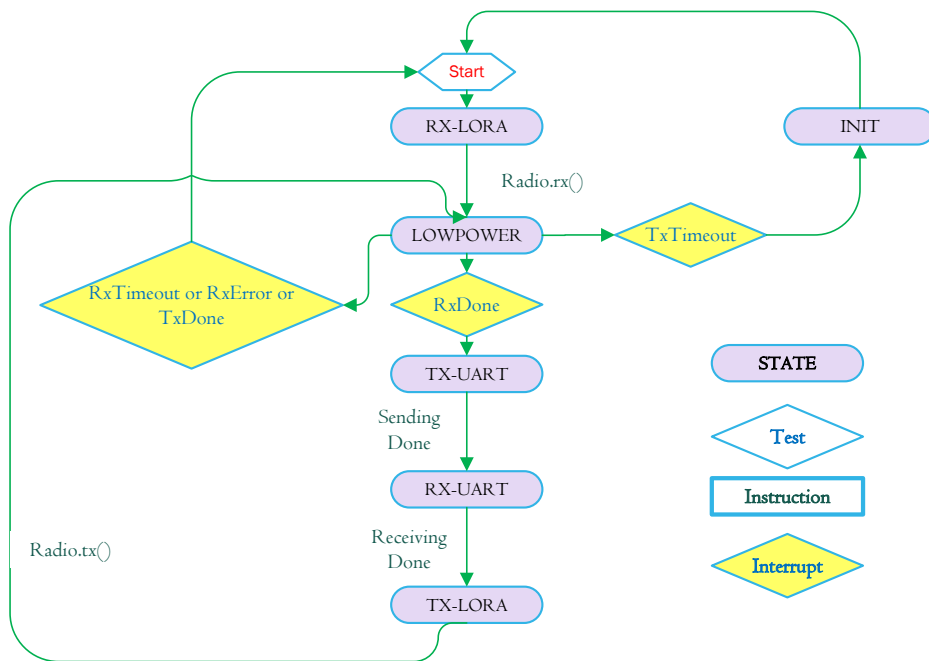 Start
RX-LORA
INIT
Radio.rx()
LOWPOWER
TxTimeout
RxTimeout or RxError or
TxDone
RxDone
TX-UART
STATE
Sending
Done
Test
RX-UART
Instruction
Receiving
Done
Radio.tx()
Interrupt
TX-LORA